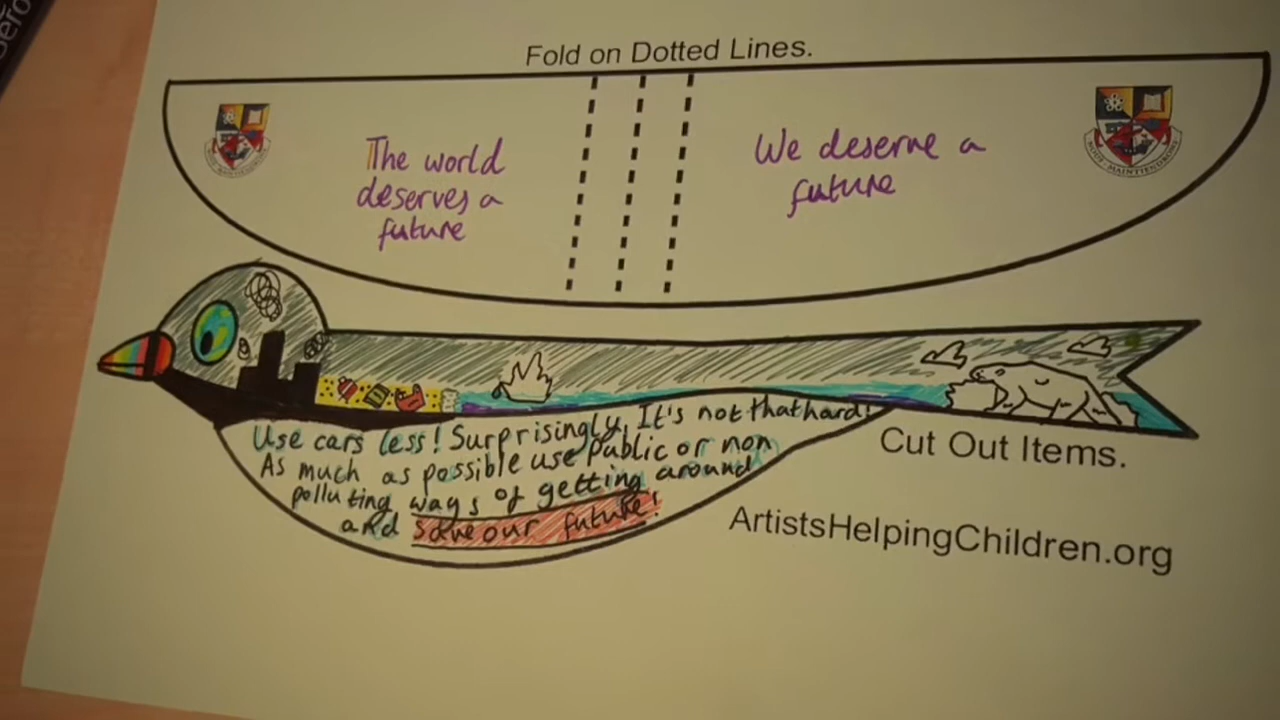 Fold on Dotted Lines.
The world
deserves a
future
We deserve a
future
Use cars less! Surprisingly, It's not that hard!
As much as possible use public or non
polluting ways of getting around
and save our future!
Cut Out Items.
ArtistsHelpingChildren.org